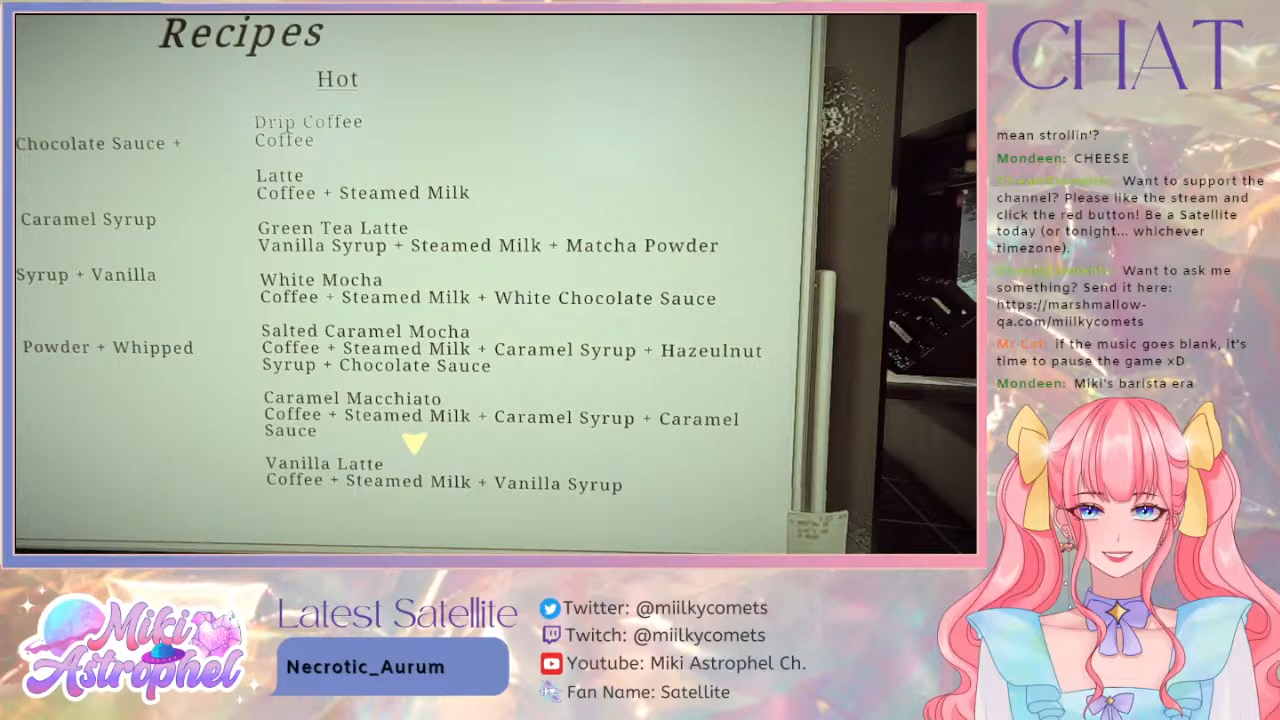 Recipes
Hot
Chocolate Sauce +
Caramel Syrup
Syrup + Vanilla
Powder + Whipped
Drip Coffee
Coffee
Latte
Coffee + Steamed Milk
Green Tea Latte
Vanilla Syrup + Steamed Milk + Matcha Powder
White Mocha
Coffee + Steamed Milk + White Chocolate Sauce
Salted Caramel Mocha
Coffee + Steamed Milk + Caramel Syrup + Hazeulnut
Syrup + Chocolate Sauce
Caramel Macchiato
Coffee + Steamed Milk + Caramel Syrup + Caramel
Sauce
Vanilla Latte
Coffee + Steamed Milk + Vanilla Syrup
CHAT
mean strollin'?
Mondeen: CHEESE
Want to support the
channel? Please like the stream and
click the red button! Be a Satellite
today (or tonight... whichever
timezone).
Want to ask me
something? Send it here:
https://marshmallow-
qa.com/miilkycomets
Mr Cat: if the music goes blank, it's
time to pause the game xD
Mondeen: Miki's barista era
Miki
Astrophel
Latest Satellite
Necrotic_Aurum
Twitter: @miilkycomets
Twitch: @miilkycomets
Youtube: Miki Astrophel Ch.
Fan Name: Satellite